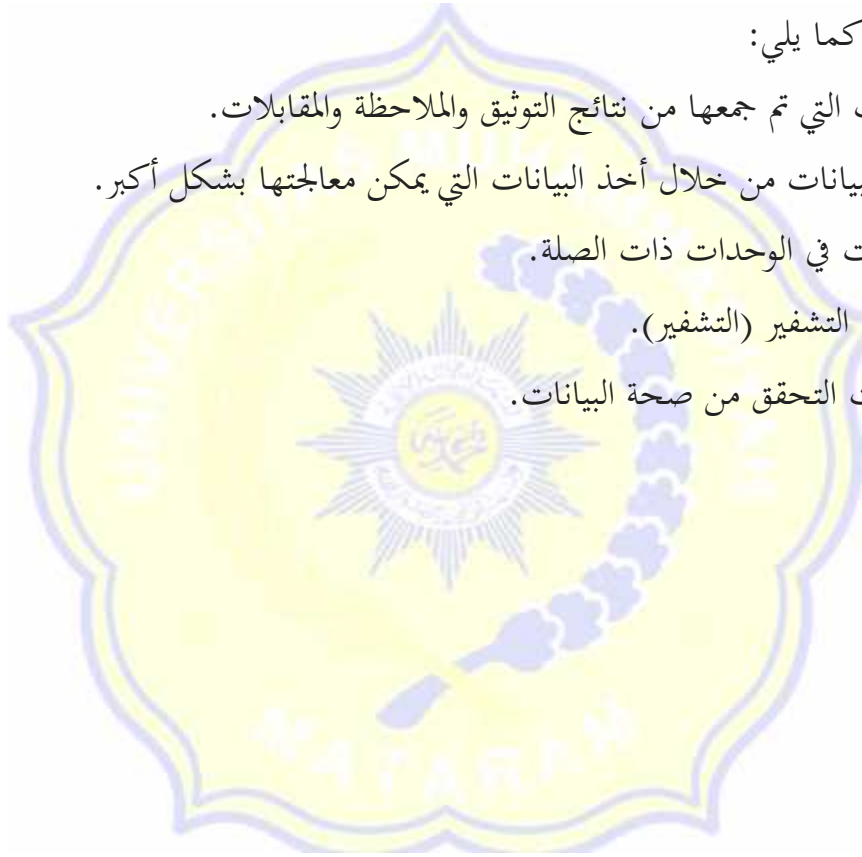 كما يلي:
التي تم جمعها من نتائج التوثيق والملاحظة والمقابلات.
من خلال أخذ البيانات التي يمكن معالجتها بشكل أكبر.
في الوحدات ذات الصلة.
التشفير (التشفير).
التحقق من صحة البيانات.
MATARAM